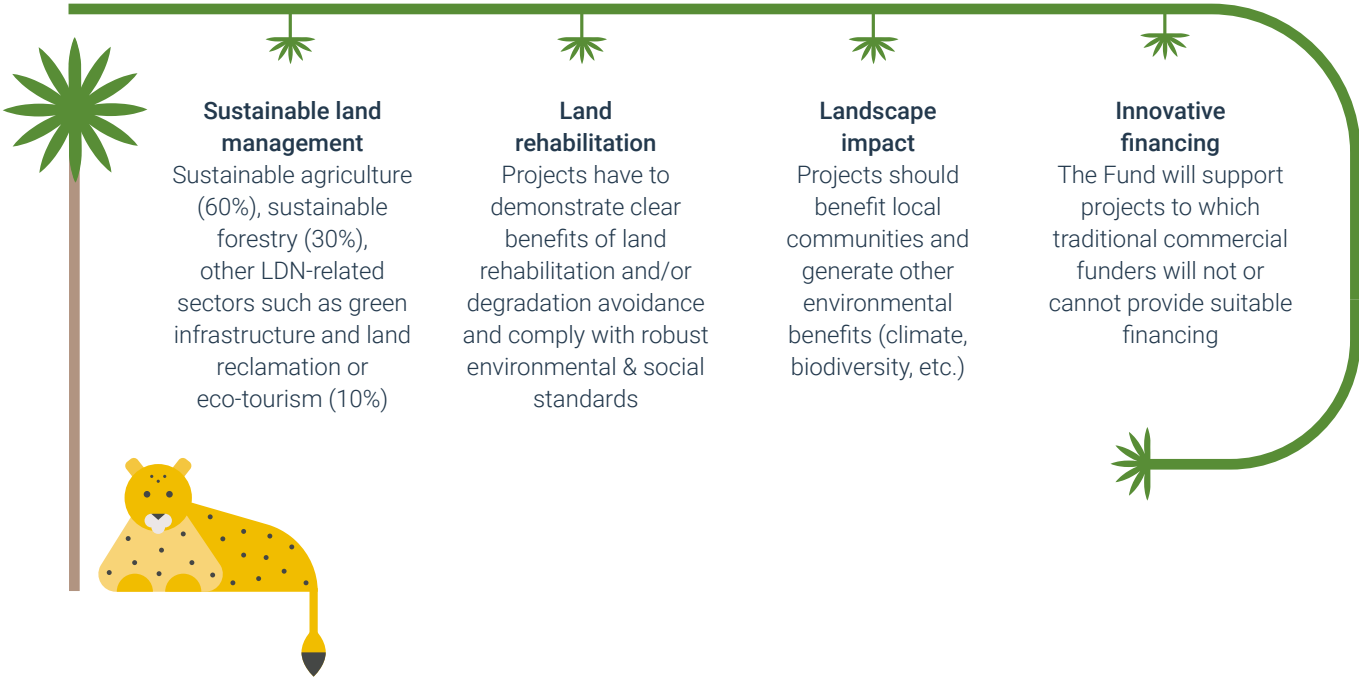 Sustainable land
management
Sustainable agriculture
(60%), sustainable
forestry (30%),
other LDN-related
sectors such as green
infrastructure and land
reclamation or
eco-tourism (10%)
Land
rehabilitation
Projects have to
demonstrate clear
benefits of land
rehabilitation and/or
degradation avoidance
and comply with robust
environmental & social
standards
Landscape
impact
Projects should
benefit local
communities and
generate other
environmental
benefits (climate,
biodiversity, etc.)
Innovative
financing
The Fund will support
projects to which
traditional commercial
funders will not or
cannot provide suitable
financing